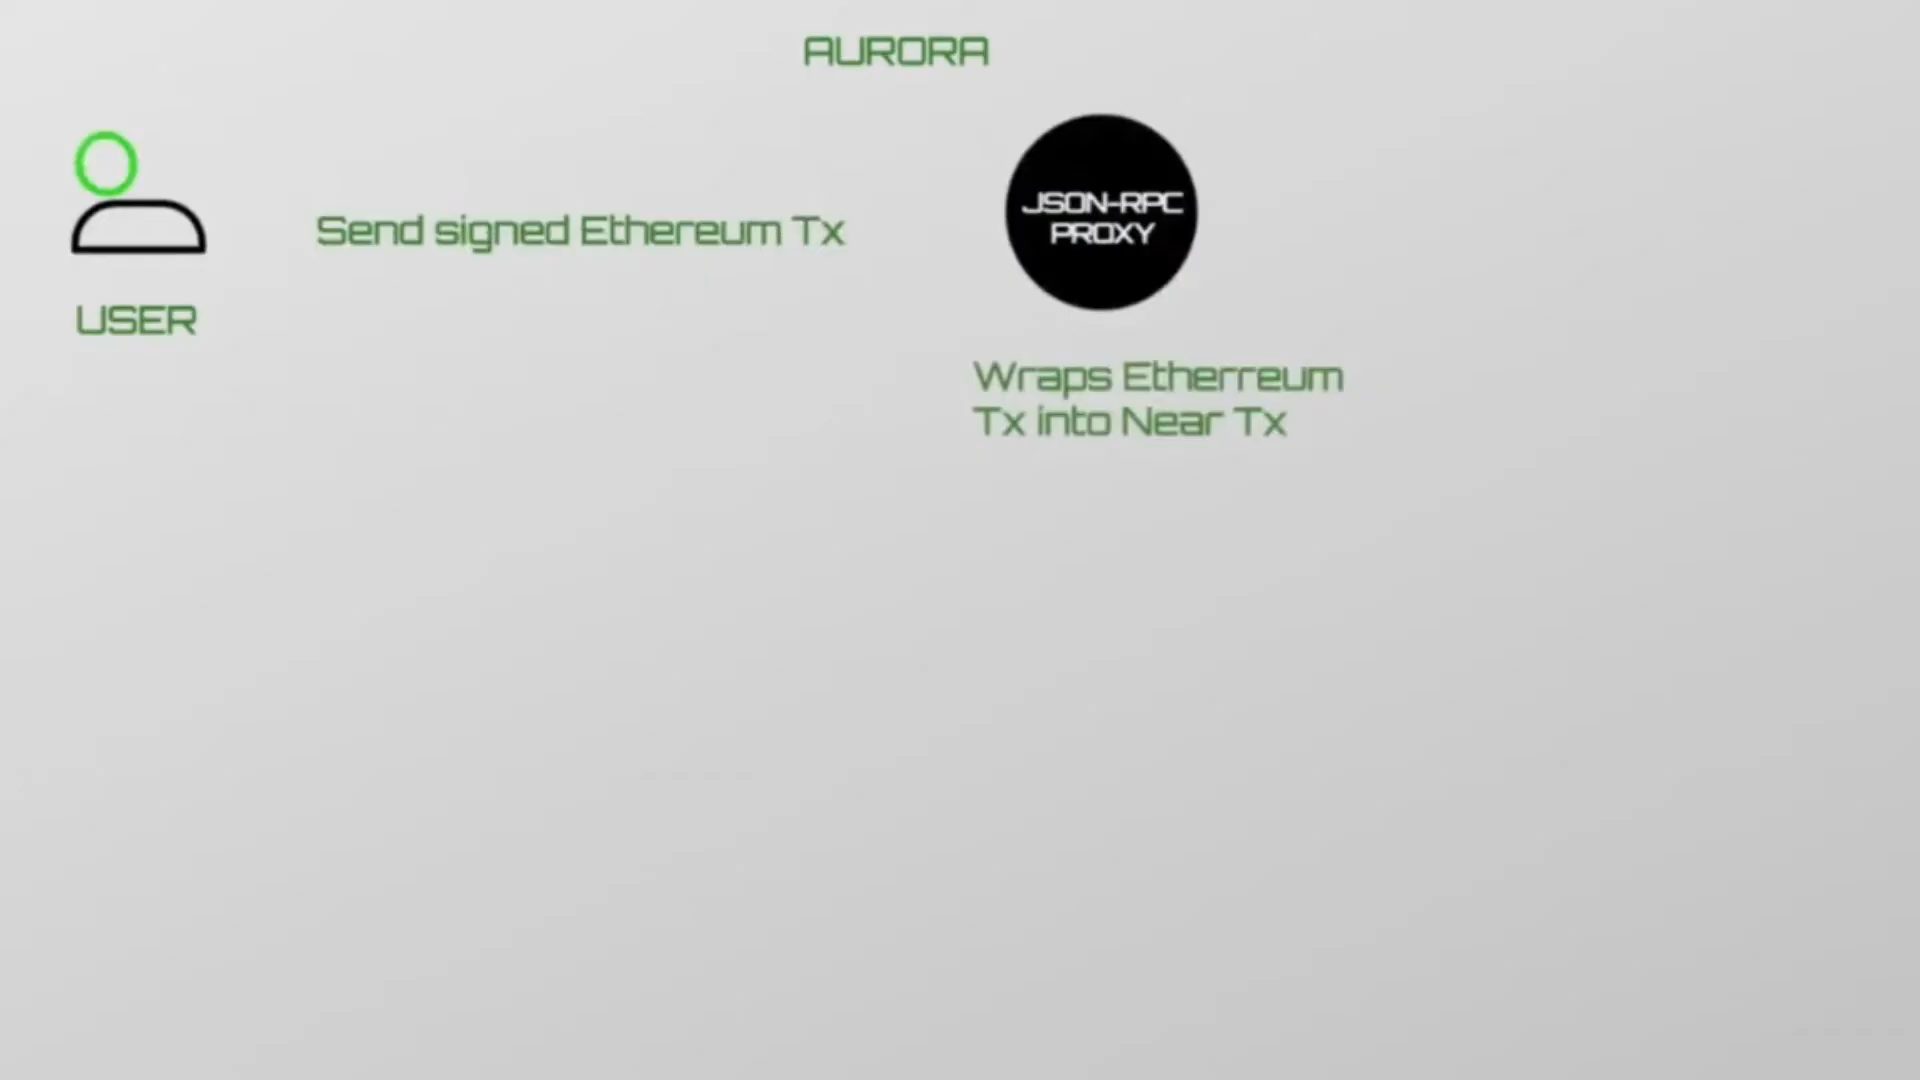 AURORA
Send signed Ethereum Tx
JSON-RPC
PROXY
USER
Wraps Etherreum
Tx into Near Tx